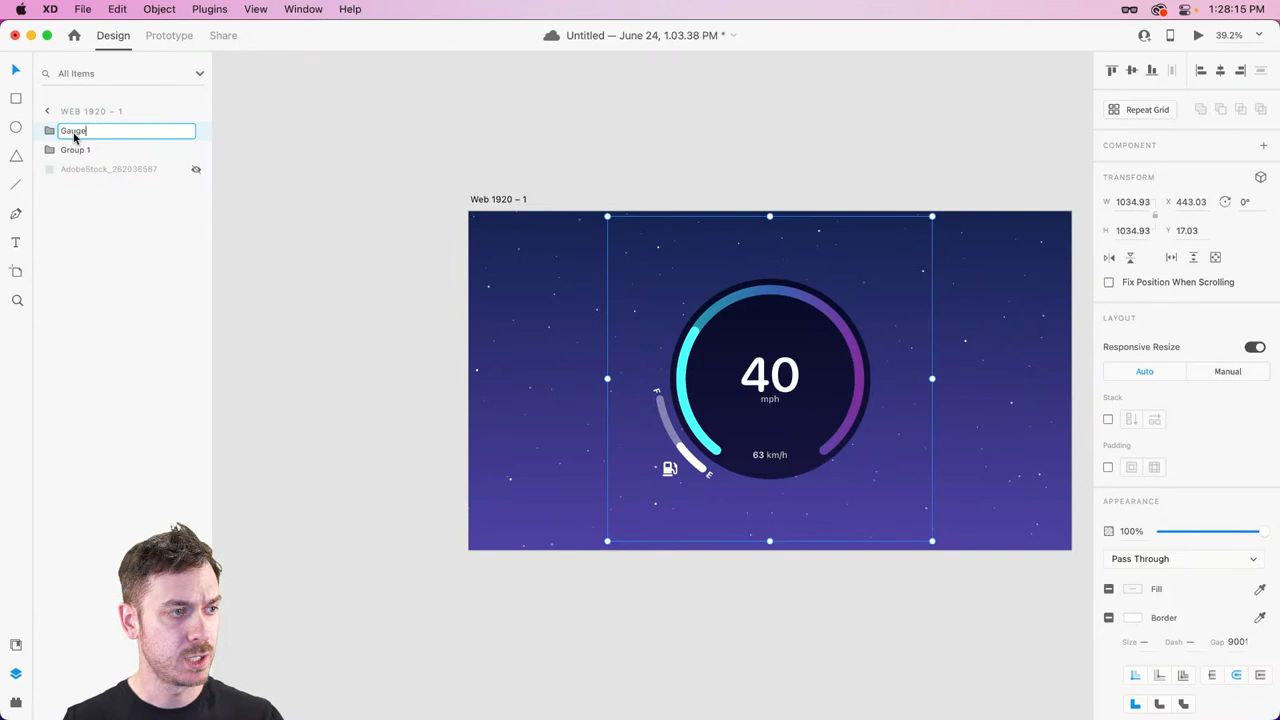 XD File Edit Object Plugins View Window Help 1:28:15 PM
Design Prototype Share Untitled — June 24, 1.03.38 PM * 39.2%
All Items
WEB 1920 – 1
Gauge
Group 1
AdobeStock_262036587
Web 1920 – 1
F
40
mph
63 km/h
E
Repeat Grid
COMPONENT
TRANSFORM
W 1034.93 X 443.03 0°
H 1034.93 Y 17.03
Fix Position When Scrolling
LAYOUT
Responsive Resize
Auto Manual
Stack
Padding
APPEARANCE
100%
Pass Through
Fill
Border
Size — Dash — Gap 9001